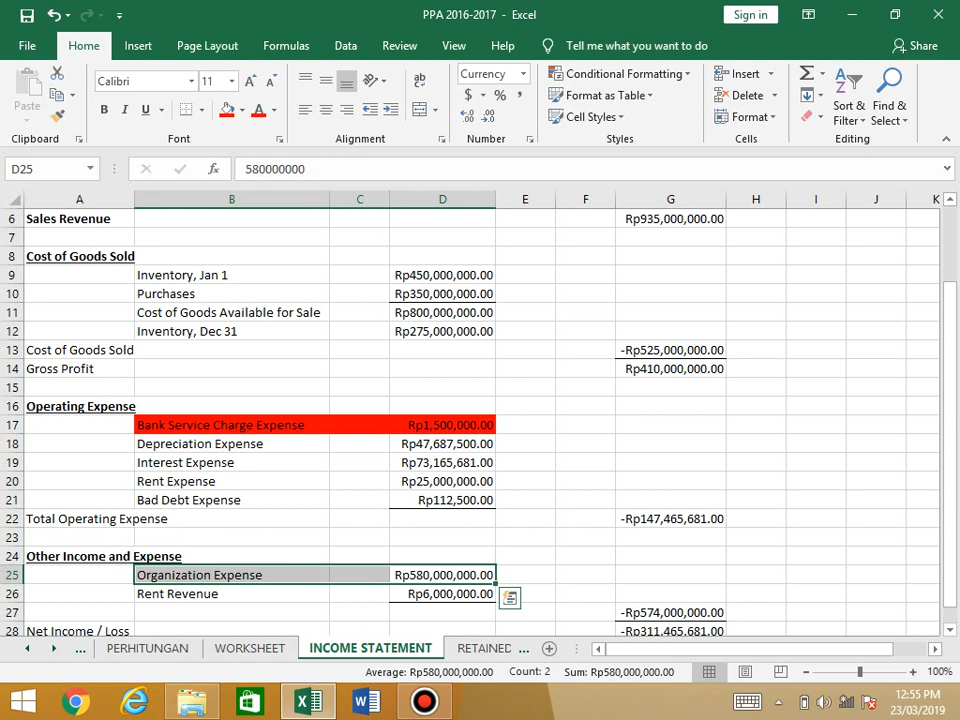 PPA 2016-2017 - Excel
Sign in
File Home Insert Page Layout Formulas Data Review View Help Tell me what you want to do Share
Paste
Calibri 11
B I U
Currency
$ % ,
Conditional Formatting
Format as Table
Cell Styles
Insert
Delete
Format
Sort & Filter
Find & Select
Clipboard Font Alignment Number Styles Cells Editing
D25 fx 580000000
A B C D E F G H I J K
6 Sales Revenue Rp935,000,000.00
7
8 Cost of Goods Sold
9 Inventory, Jan 1 Rp450,000,000.00
10 Purchases Rp350,000,000.00
11 Cost of Goods Available for Sale Rp800,000,000.00
12 Inventory, Dec 31 Rp275,000,000.00
13 Cost of Goods Sold -Rp525,000,000.00
14 Gross Profit Rp410,000,000.00
15
16 Operating Expense
17 Bank Service Charge Expense Rp1,500,000.00
18 Depreciation Expense Rp47,687,500.00
19 Interest Expense Rp73,165,681.00
20 Rent Expense Rp25,000,000.00
21 Bad Debt Expense Rp112,500.00
22 Total Operating Expense -Rp147,465,681.00
23
24 Other Income and Expense
25 Organization Expense Rp580,000,000.00
26 Rent Revenue Rp6,000,000.00
27 -Rp574,000,000.00
28 Net Income / Loss -Rp311,465,681.00
... PERHITUNGAN WORKSHEET INCOME STATEMENT RETAINED ...
Average: Rp580,000,000.00 Count: 2 Sum: Rp580,000,000.00 100%
12:55 PM
23/03/2019